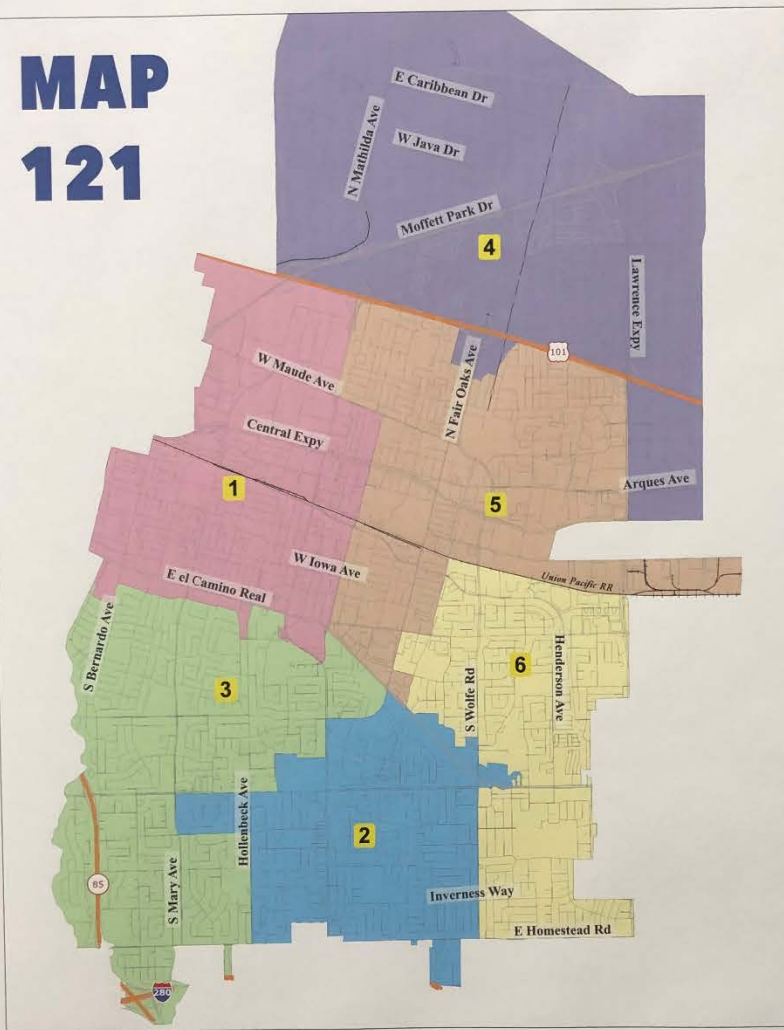 MAP
121
E Caribbean Dr
N Mathilda Ave
W Java Dr
Moffett Park Dr
4
Lawrence Expy
101
W Maude Ave
N Fair Oaks Ave
Central Expy
1
5
Arques Ave
W Iowa Ave
Union Pacific RR
E el Camino Real
S Bernardo Ave
3
6
S Wolfe Rd
Henderson Ave
Hollenbeck Ave
2
85
S Mary Ave
Inverness Way
E Homestead Rd
280